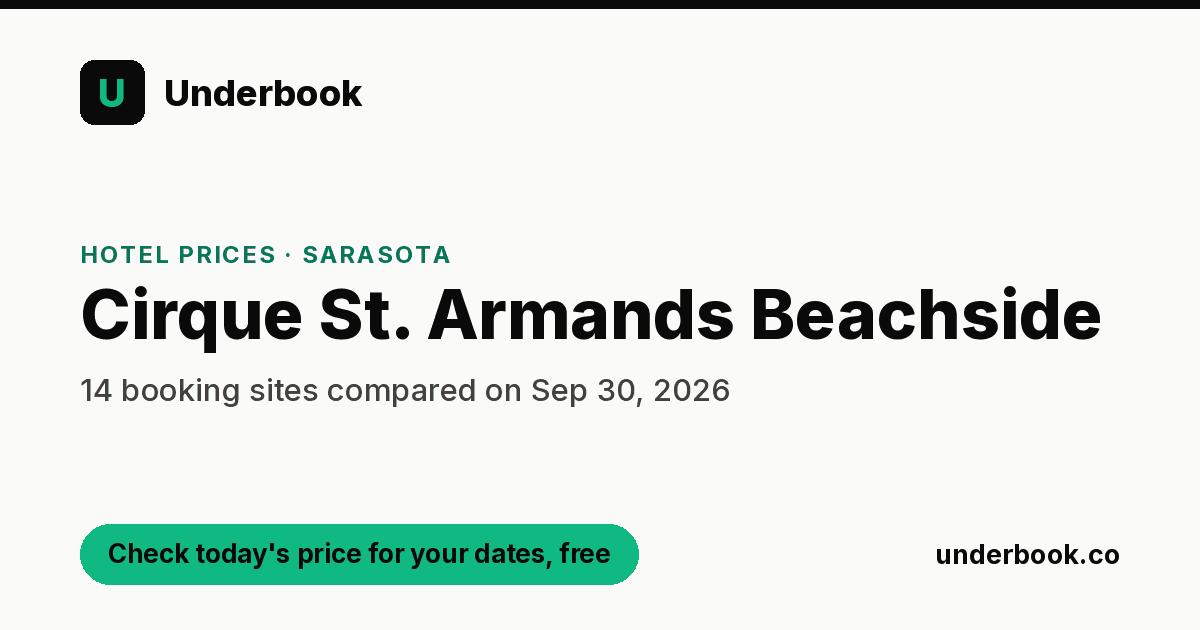 U Underbook
HOTEL PRICES · SARASOTA
Cirque St. Armands Beachside
14 booking sites compared on Sep 30, 2026
Check today's price for your dates, free
underbook.co